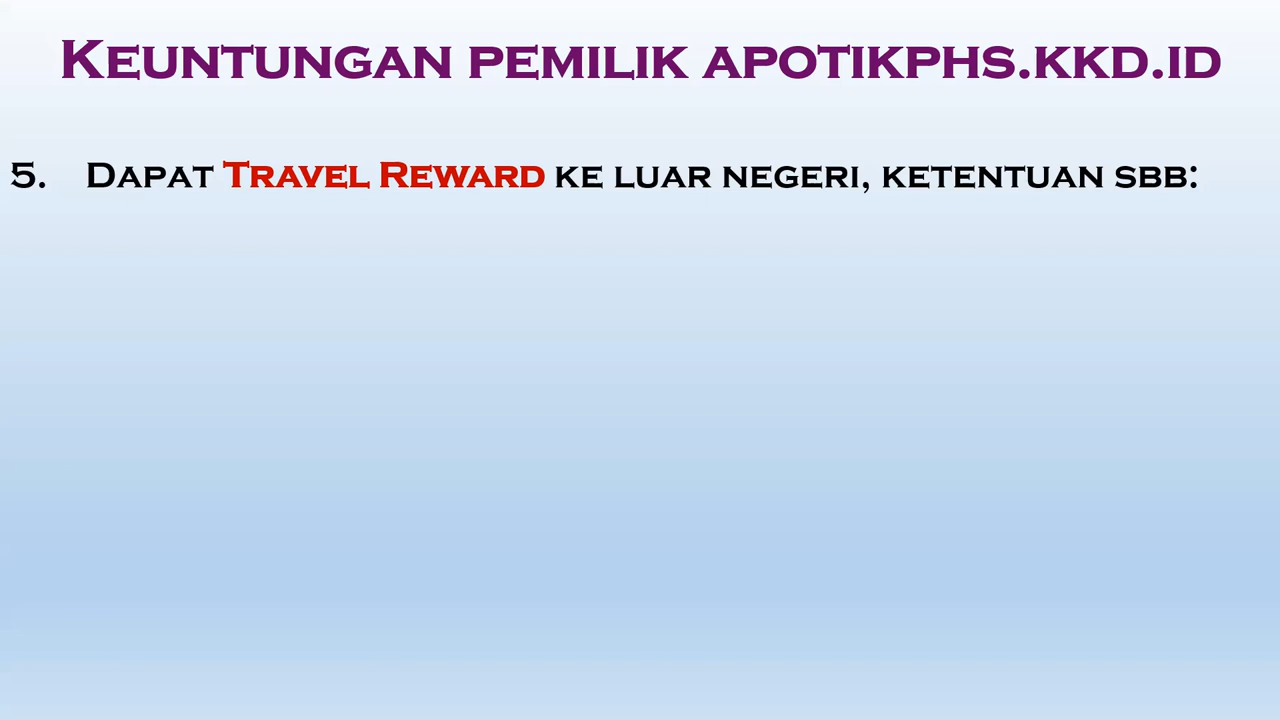 Keuntungan pemilik apotikphs.kkd.id
5. Dapat Travel Reward ke luar negeri, ketentuan sbb: